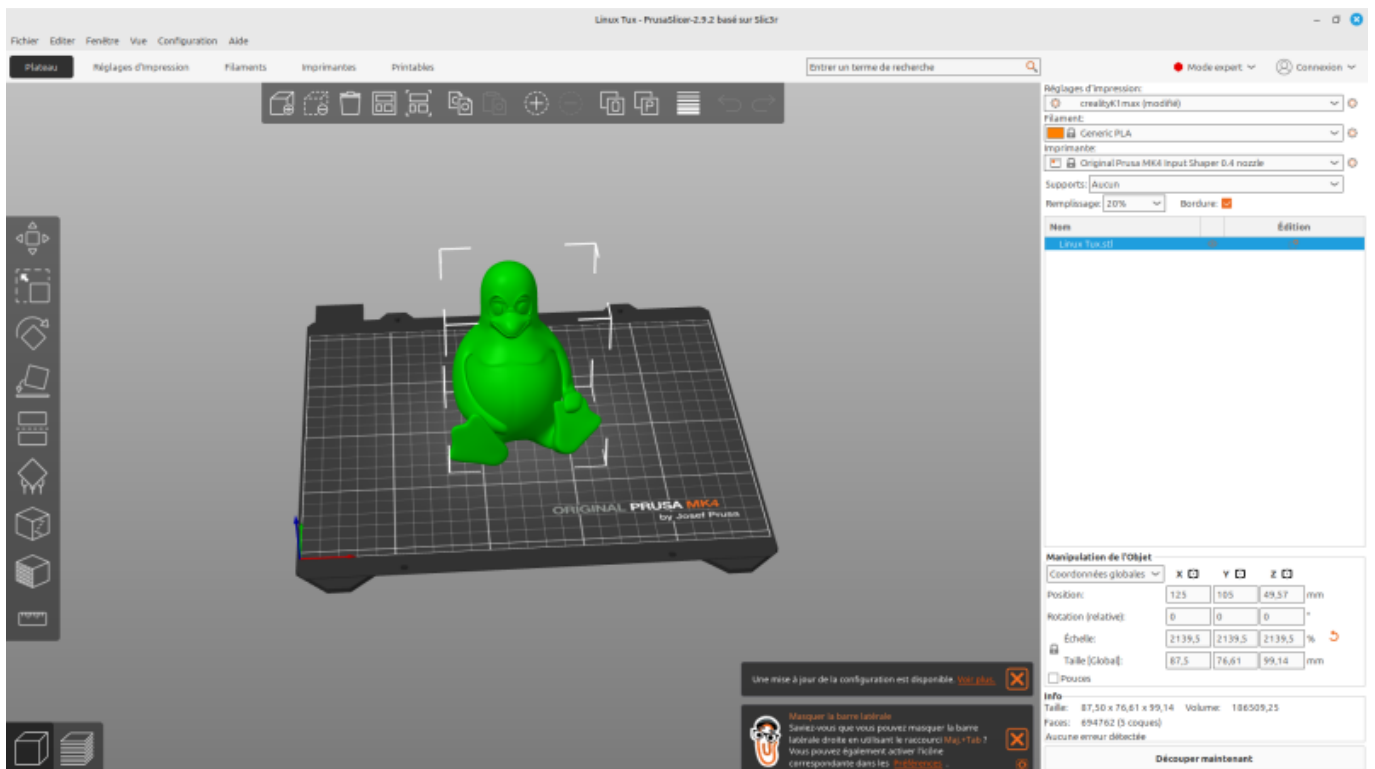 Linux Tux - PrusaSlicer-2.9.2 basé sur Slic3r
Fichier Editer Fenêtre Vue Configuration Aide
Plateau Réglages d'Impression Filaments Imprimantes Printables Entrer un terme de recherche Mode expert Connexion
Réglages d'impression:
crealityK1max (modifié)
Filament:
Generic PLA
Imprimante:
Original Prusa MK4 Input Shaper 0.4 nozzle
Supports: Aucun
Remplissage: 20% Bordure:
Nom Édition
Linux Tux.stl
ORIGINAL PRUSA MK4
by Josef Prusa
Manipulation de l'Objet
Coordonnées globales X Y Z
Position: 125 105 49,57 mm
Rotation (relative): 0 0 0 °
Échelle: 2139,5 2139,5 2139,5 %
Taille [Global]: 87,5 76,61 99,14 mm
Pouces
Info
Taille: 87,50 x 76,61 x 99,14 Volume: 186509,25
Faces: 694762 (5 coques)
Aucune erreur détectée
Découper maintenant
Une mise à jour de la configuration est disponible. Voir plus.
Masquer la barre latérale
Saviez-vous que vous pouvez masquer la barre
latérale droite en utilisant le raccourci Maj.+Tab ?
Vous pouvez également activer l'icône
correspondante dans les Préférences .